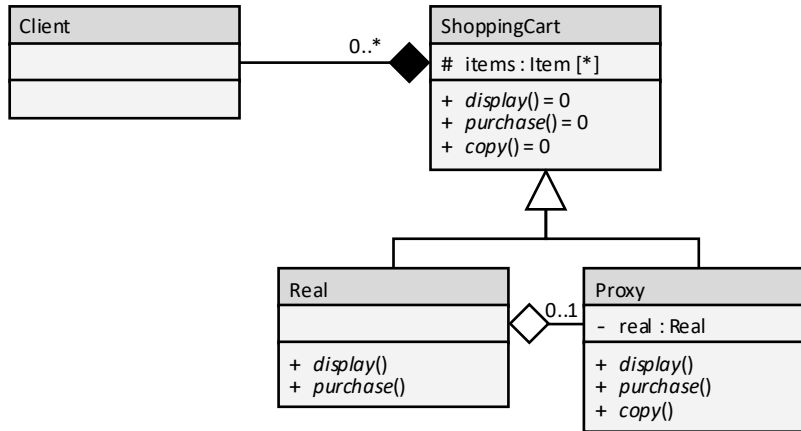 Client
ShoppingCart
0..*
# items : Item [*]
+ display() = 0
+ purchase() = 0
+ copy() = 0
Real
Proxy
0..1
- real : Real
+ display()
+ purchase()
+ display()
+ purchase()
+ copy()